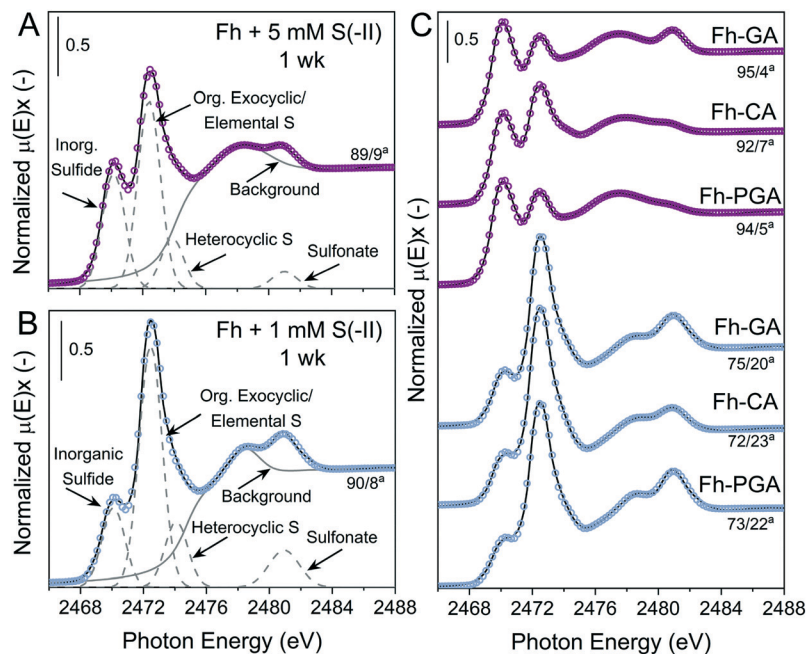 A
0.5
Fh + 5 mM S(-II)
1 wk
Org. Exocyclic/
Elemental S
Inorg.
Sulfide
89/9ᵃ
Background
Heterocyclic S
Sulfonate
Normalized μ(E)x (-)
B
0.5
Fh + 1 mM S(-II)
1 wk
Org. Exocyclic/
Elemental S
Inorganic
Sulfide
90/8ᵃ
Background
Heterocyclic S
Sulfonate
Normalized μ(E)x (-)
2468 2472 2476 2480 2484 2488
Photon Energy (eV)
C
0.5
Fh-GA
95/4ᵃ
Fh-CA
92/7ᵃ
Fh-PGA
94/5ᵃ
Fh-GA
75/20ᵃ
Fh-CA
72/23ᵃ
Fh-PGA
73/22ᵃ
Normalized μ(E)x (-)
2468 2472 2476 2480 2484 2488
Photon Energy (eV)